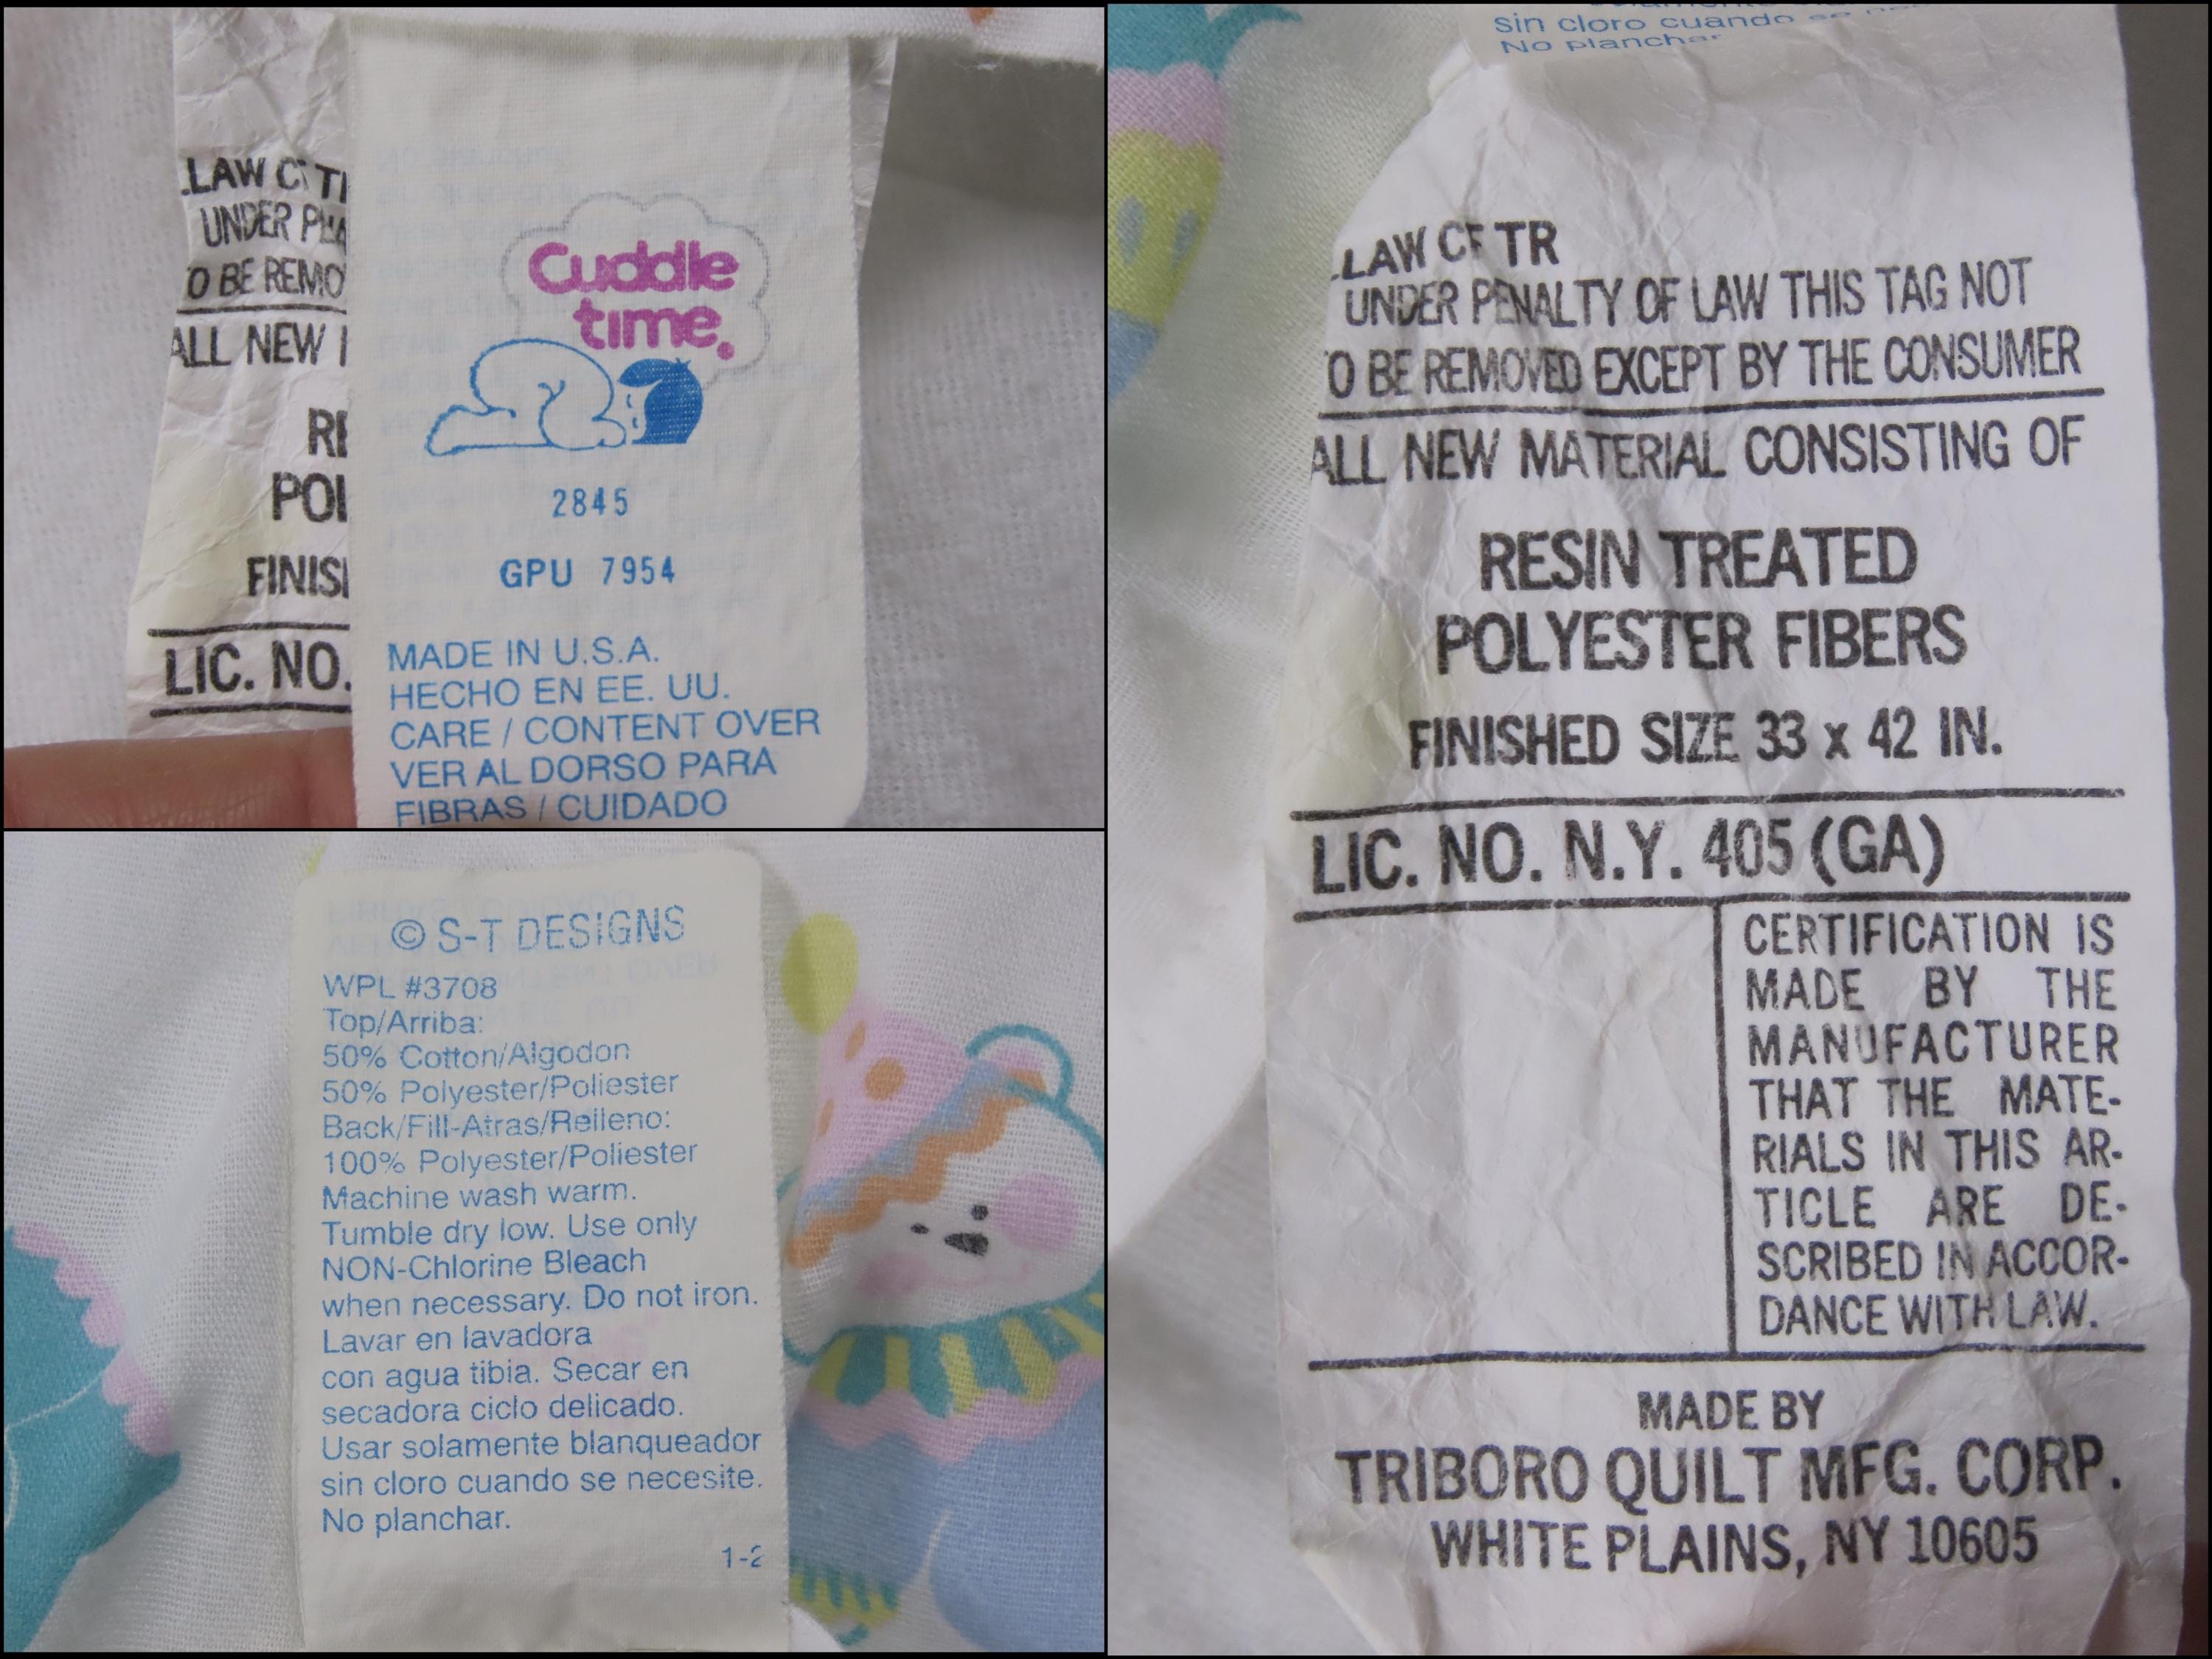 .LAW C TI
UNDER PENA
O BE REMO
ALL NEW
RE
POL
FINISH
LIC. NO.
Cuddle
time.
2845
GPU 7954
MADE IN U.S.A.
HECHO EN EE. UU.
CARE / CONTENT OVER
VER AL DORSO PARA
FIBRAS / CUIDADO
© S-T DESIGNS
WPL #3708
Top/Arriba:
50% Cotton/Algodon
50% Polyester/Poliester
Back/Fill-Atras/Relleno:
100% Polyester/Poliester
Machine wash warm.
Tumble dry low. Use only
NON-Chlorine Bleach
when necessary. Do not iron.
Lavar en lavadora
con agua tibia. Secar en
secadora ciclo delicado.
Usar solamente blanqueador
sin cloro cuando se necesite.
No planchar.
1-2
sin cloro cuando se
No planchar
.LAW CF TR
UNDER PENALTY OF LAW THIS TAG NOT
O BE REMOVED EXCEPT BY THE CONSUMER
ALL NEW MATERIAL CONSISTING OF
RESIN TREATED
POLYESTER FIBERS
FINISHED SIZE 33 x 42 IN.
LIC. NO. N.Y. 405 (GA)
CERTIFICATION IS
MADE BY THE
MANUFACTURER
THAT THE MATE-
RIALS IN THIS AR-
TICLE ARE DE-
SCRIBED IN ACCOR-
DANCE WITH LAW.
MADE BY
TRIBORO QUILT MFG. CORP.
WHITE PLAINS, NY 10605